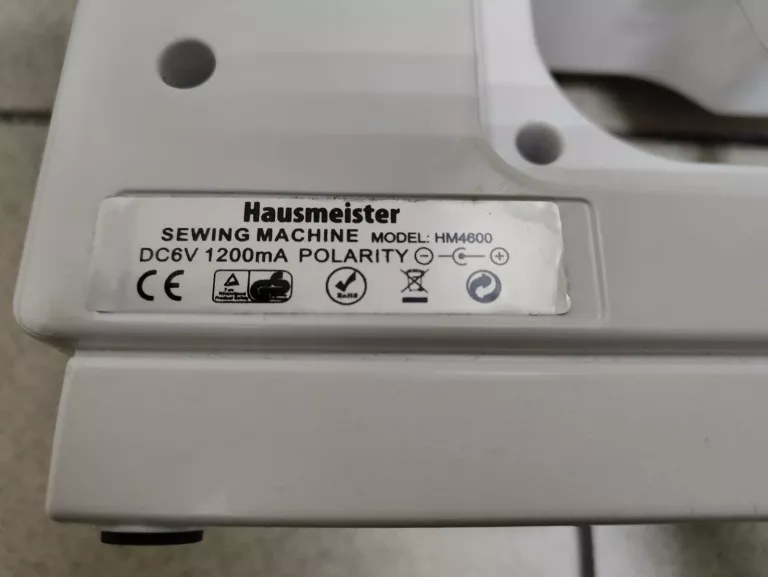 Hausmeister
SEWING MACHINE MODEL: HM4600
DC6V 1200mA POLARITY
CE
RoHS